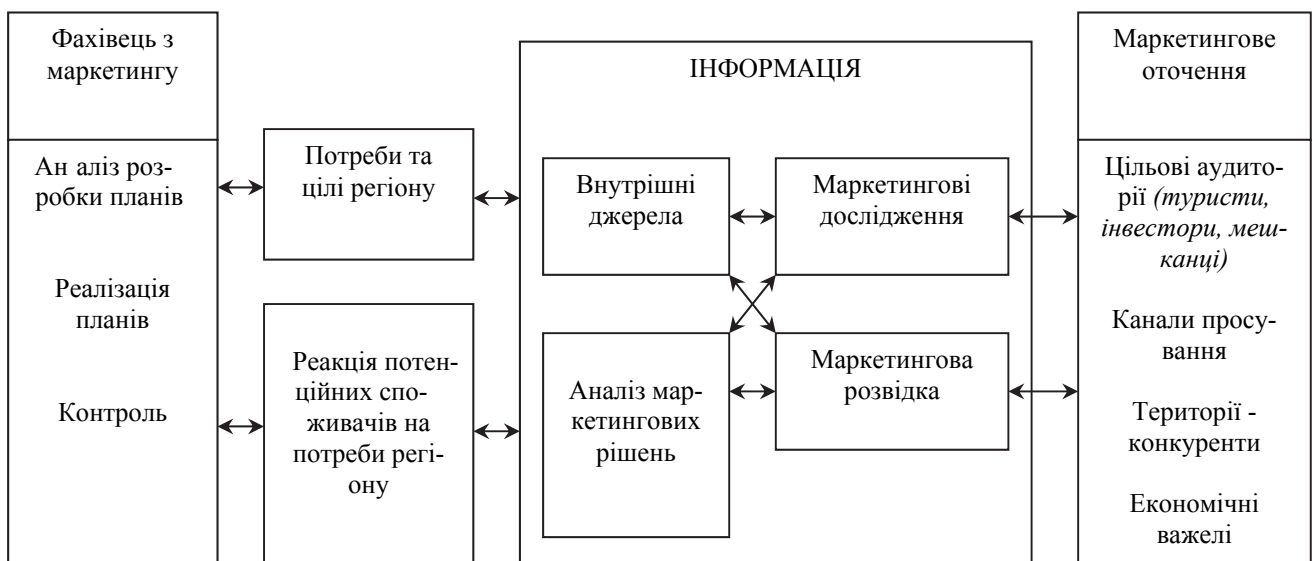 Фахівець з
маркетингу
Ан аліз роз-
робки планів
Реалізація
планів
Контроль
Потреби та
цілі регіону
Реакція потен-
ційних спо-
живачів на
потреби регі-
ону
ІНФОРМАЦІЯ
Внутрішні
джерела
Маркетингові
дослідження
Аналіз мар-
кетингових
рішень
Маркетингова
розвідка
Маркетингове
оточення
Цільові аудито-
рії (туристи,
інвестори, меш-
канці)
Канали просу-
вання
Території -
конкуренти
Економічні
важелі